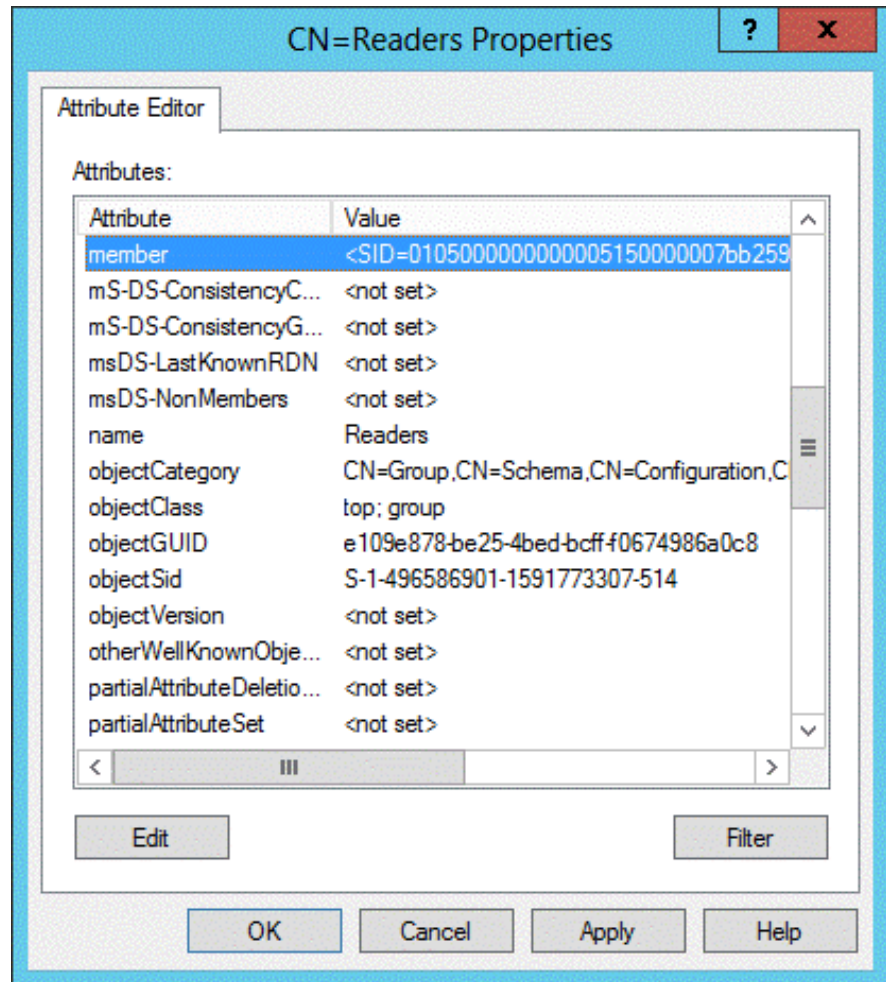 CN=Readers Properties
? x
Attribute Editor
Attributes:
Attribute Value
member <SID=0105000000000005150000007bb259
mS-DS-ConsistencyC... <not set>
mS-DS-ConsistencyG... <not set>
msDS-LastKnownRDN <not set>
msDS-NonMembers <not set>
name Readers
objectCategory CN=Group,CN=Schema,CN=Configuration,C
objectClass top; group
objectGUID e109e878-be25-4bed-bcff-f0674986a0c8
objectSid S-1-496586901-1591773307-514
objectVersion <not set>
otherWellKnownObje... <not set>
partialAttributeDeletio... <not set>
partialAttributeSet <not set>
Edit Filter
OK Cancel Apply Help